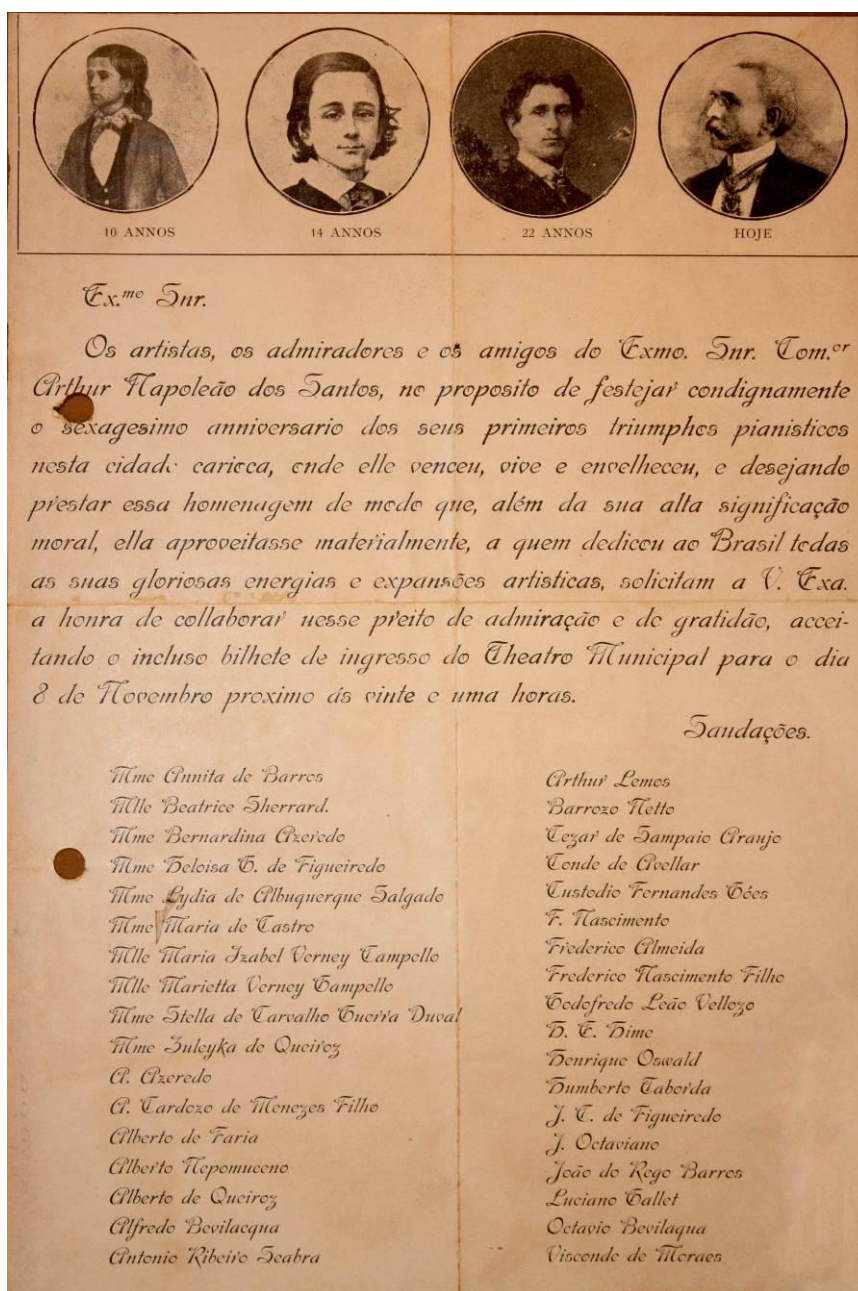 10 ANNOS
14 ANNOS
22 ANNOS
HOJE
Ex.mo Snr.
Os artistas, os admiradores e os amigos do Exmo. Snr. Com.or
Arthur Napoleão dos Santos, no proposito de festejar condignamente
o sexagesimo anniversario dos seus primeiros triumphos pianisticos
nesta cidade carioca, onde elle venceu, vive e envelheceu, e desejando
prestar essa homenagem de modo que, além da sua alta significação
moral, ella aproveitasse materialmente, a quem dedicou ao Brasil todas
as suas gloriosas energias e expansões artisticas, solicitam a V. Exa.
a honra de collaborar nesse preito de admiração e de gratidão, accei-
tando o incluso bilhete de ingresso do Theatro Municipal para o dia
8 de Novembro proximo ás vinte e uma horas.
Saudações.
Mme Annita de Barros
Mlle Beatrice Sherrard.
Mme Bernardina Azeredo
Mme Heloisa G. de Figueiredo
Mme Lydia de Albuquerque Salgado
Mme Maria de Castro
Mlle Maria Izabel Verney Campello
Mlle Marietta Verney Campello
Mme Stella de Carvalho Guerra Duval
Mme Zuleyka de Queiroz
A. Azeredo
A. Cardozo de Menezes Filho
Alberto de Faria
Alberto Nepomuceno
Alberto de Queiroz
Alfredo Bevilacqua
Antonio Ribeiro Seabra
Arthur Lemos
Barrozo Netto
Cezar de Sampaio Araujo
Conde de Avellar
Custodio Fernandes Góes
F. Nascimento
Frederico Almeida
Frederico Nascimento Filho
Godofredo Leão Vellozo
H. E. Hime
Henrique Oswald
Humberto Taborda
J. C. de Figueiredo
J. Octaviano
João do Rego Barros
Luciano Gallet
Octavio Bevilaqua
Visconde de Moraes